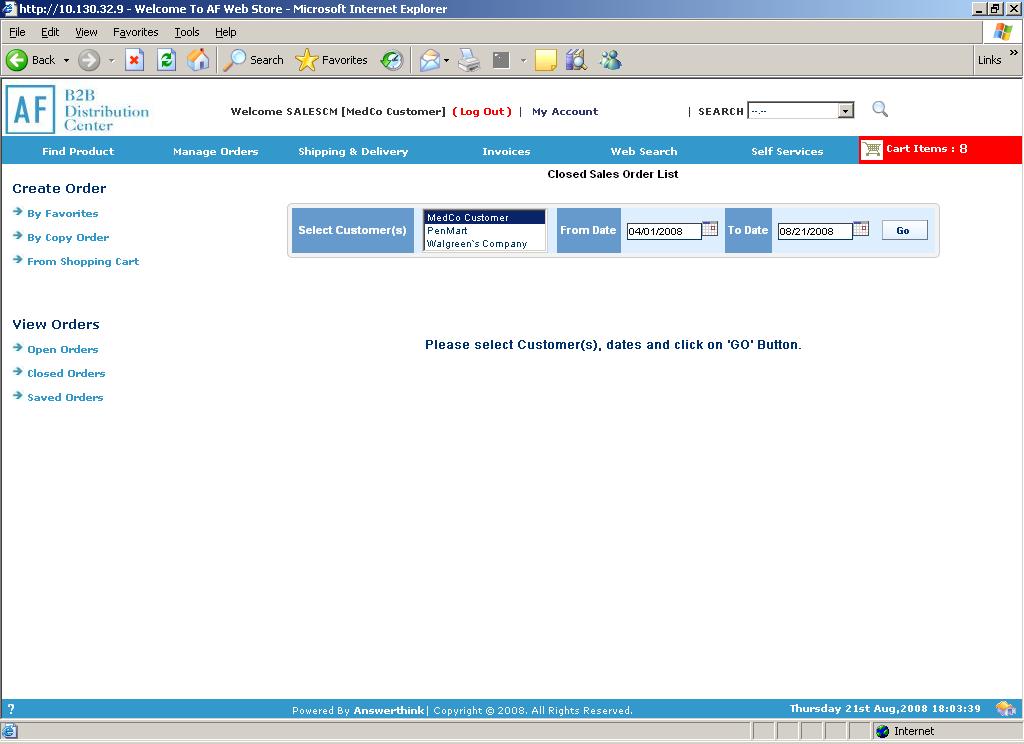 http://10.130.32.9 - Welcome To AF Web Store - Microsoft Internet Explorer
File Edit View Favorites Tools Help
Back Search Favorites Links »
AF B2B Distribution Center
Welcome SALESCM [MedCo Customer] ( Log Out ) | My Account | SEARCH --.--
Find Product Manage Orders Shipping & Delivery Invoices Web Search Self Services Cart Items : 8
Closed Sales Order List
Create Order
By Favorites
By Copy Order
From Shopping Cart
Select Customer(s)
MedCo Customer
PenMart
Walgreen`s Company
From Date 04/01/2008 To Date 08/21/2008 Go
View Orders
Open Orders
Closed Orders
Saved Orders
Please select Customer(s), dates and click on 'GO' Button.
? Powered By Answerthink| Copyright © 2008. All Rights Reserved. Thursday 21st Aug,2008 18:03:39
Internet